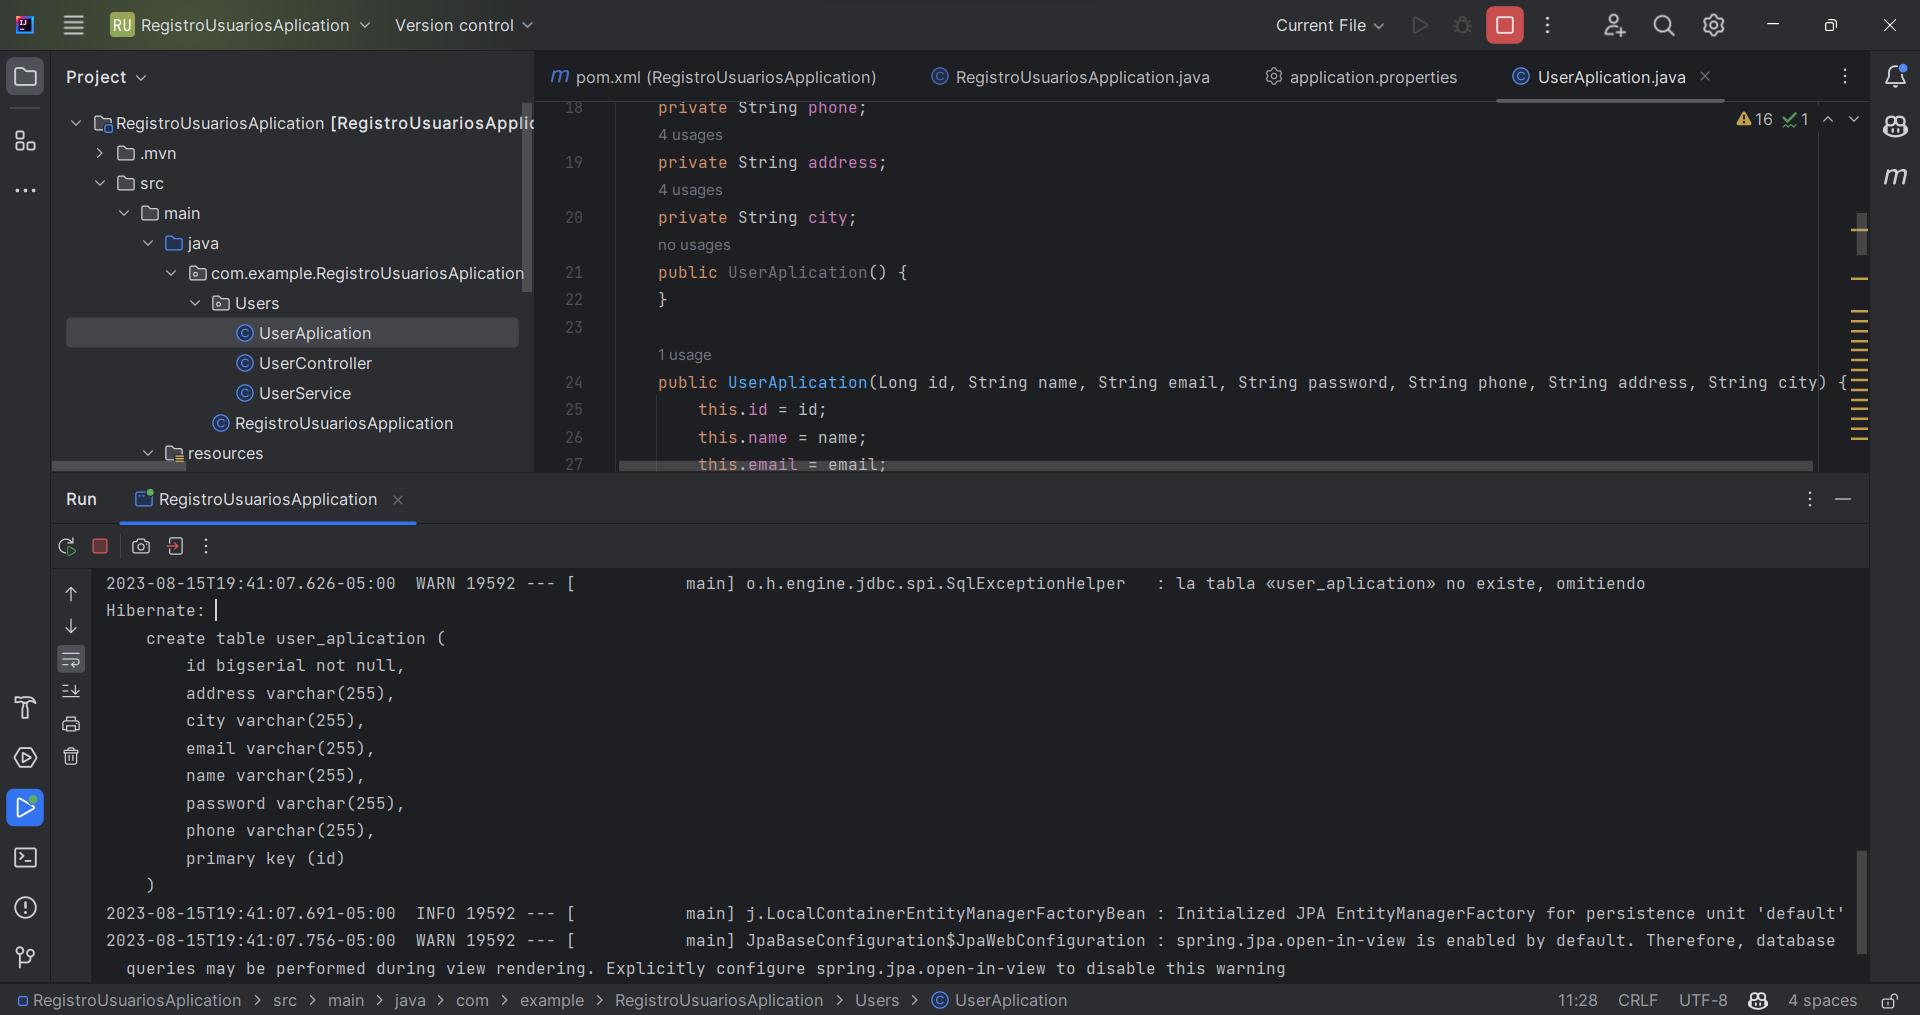 RU RegistroUsuariosAplication Version control Current File
Project
pom.xml (RegistroUsuariosApplication) RegistroUsuariosApplication.java application.properties UserAplication.java
RegistroUsuariosAplication [RegistroUsuariosApplic
.mvn
src
main
java
com.example.RegistroUsuariosAplication
Users
UserAplication
UserController
UserService
RegistroUsuariosApplication
resources
16 1
18 private String phone;
4 usages
19 private String address;
4 usages
20 private String city;
no usages
21 public UserAplication() {
22 }
23
1 usage
24 public UserAplication(Long id, String name, String email, String password, String phone, String address, String city) {
25 this.id = id;
26 this.name = name;
27 this.email = email;
Run RegistroUsuariosApplication
2023-08-15T19:41:07.626-05:00  WARN 19592 --- [           main] o.h.engine.jdbc.spi.SqlExceptionHelper   : la tabla «user_aplication» no existe, omitiendo
Hibernate:
create table user_aplication (
id bigserial not null,
address varchar(255),
city varchar(255),
email varchar(255),
name varchar(255),
password varchar(255),
phone varchar(255),
primary key (id)
)
2023-08-15T19:41:07.691-05:00  INFO 19592 --- [           main] j.LocalContainerEntityManagerFactoryBean : Initialized JPA EntityManagerFactory for persistence unit 'default'
2023-08-15T19:41:07.756-05:00  WARN 19592 --- [           main] JpaBaseConfiguration$JpaWebConfiguration : spring.jpa.open-in-view is enabled by default. Therefore, database
queries may be performed during view rendering. Explicitly configure spring.jpa.open-in-view to disable this warning
RegistroUsuariosAplication > src > main > java > com > example > RegistroUsuariosAplication > Users > UserAplication 11:28 CRLF UTF-8 4 spaces